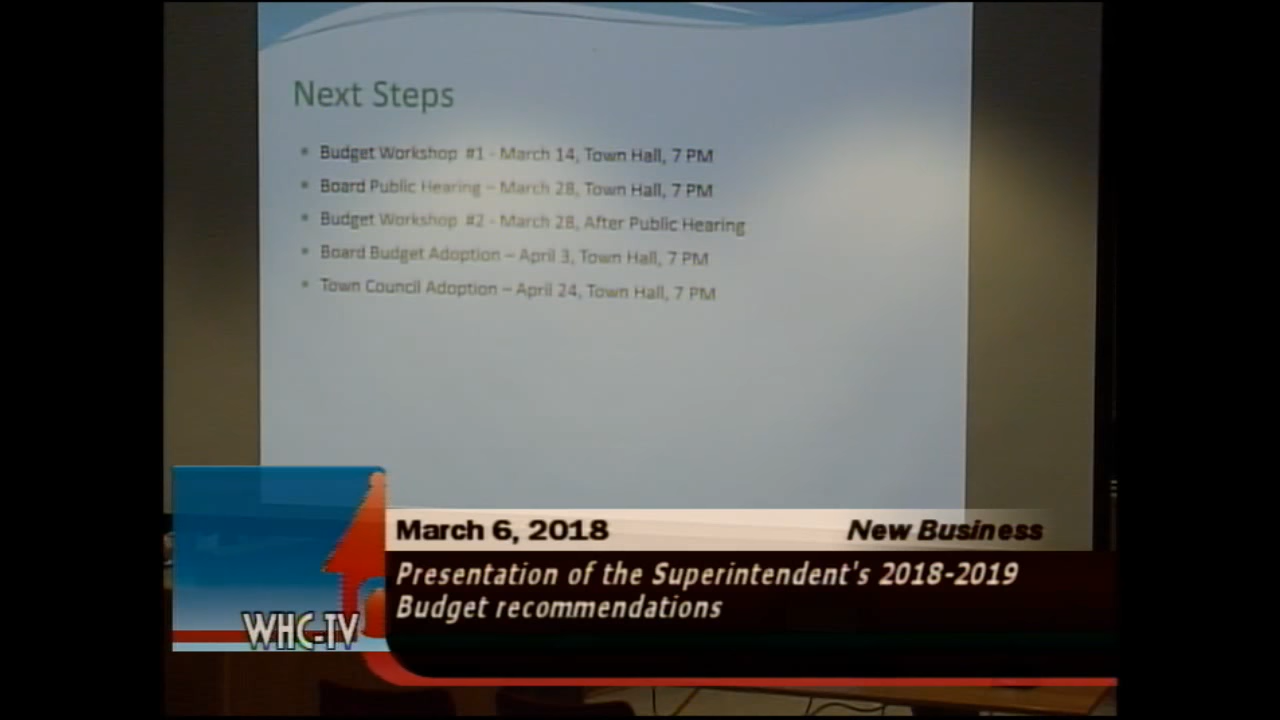 Next Steps
Budget Workshop #1 - March 14, Town Hall, 7 PM
Board Public Hearing – March 28, Town Hall, 7 PM
Budget Workshop #2 - March 28, After Public Hearing
Board Budget Adoption – April 3, Town Hall, 7 PM
Town Council Adoption – April 24, Town Hall, 7 PM
March 6, 2018 New Business
Presentation of the Superintendent's 2018-2019
Budget recommendations
WHC-TV